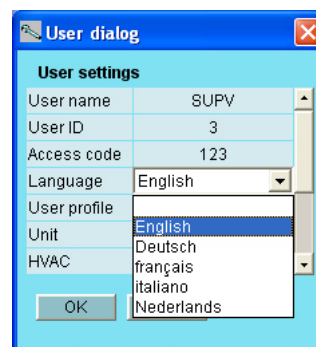 User dialog
User settings
User name SUPV
User ID 3
Access code 123
Language English
User profile
Unit English
Deutsch
HVAC français
italiano
OK Nederlands